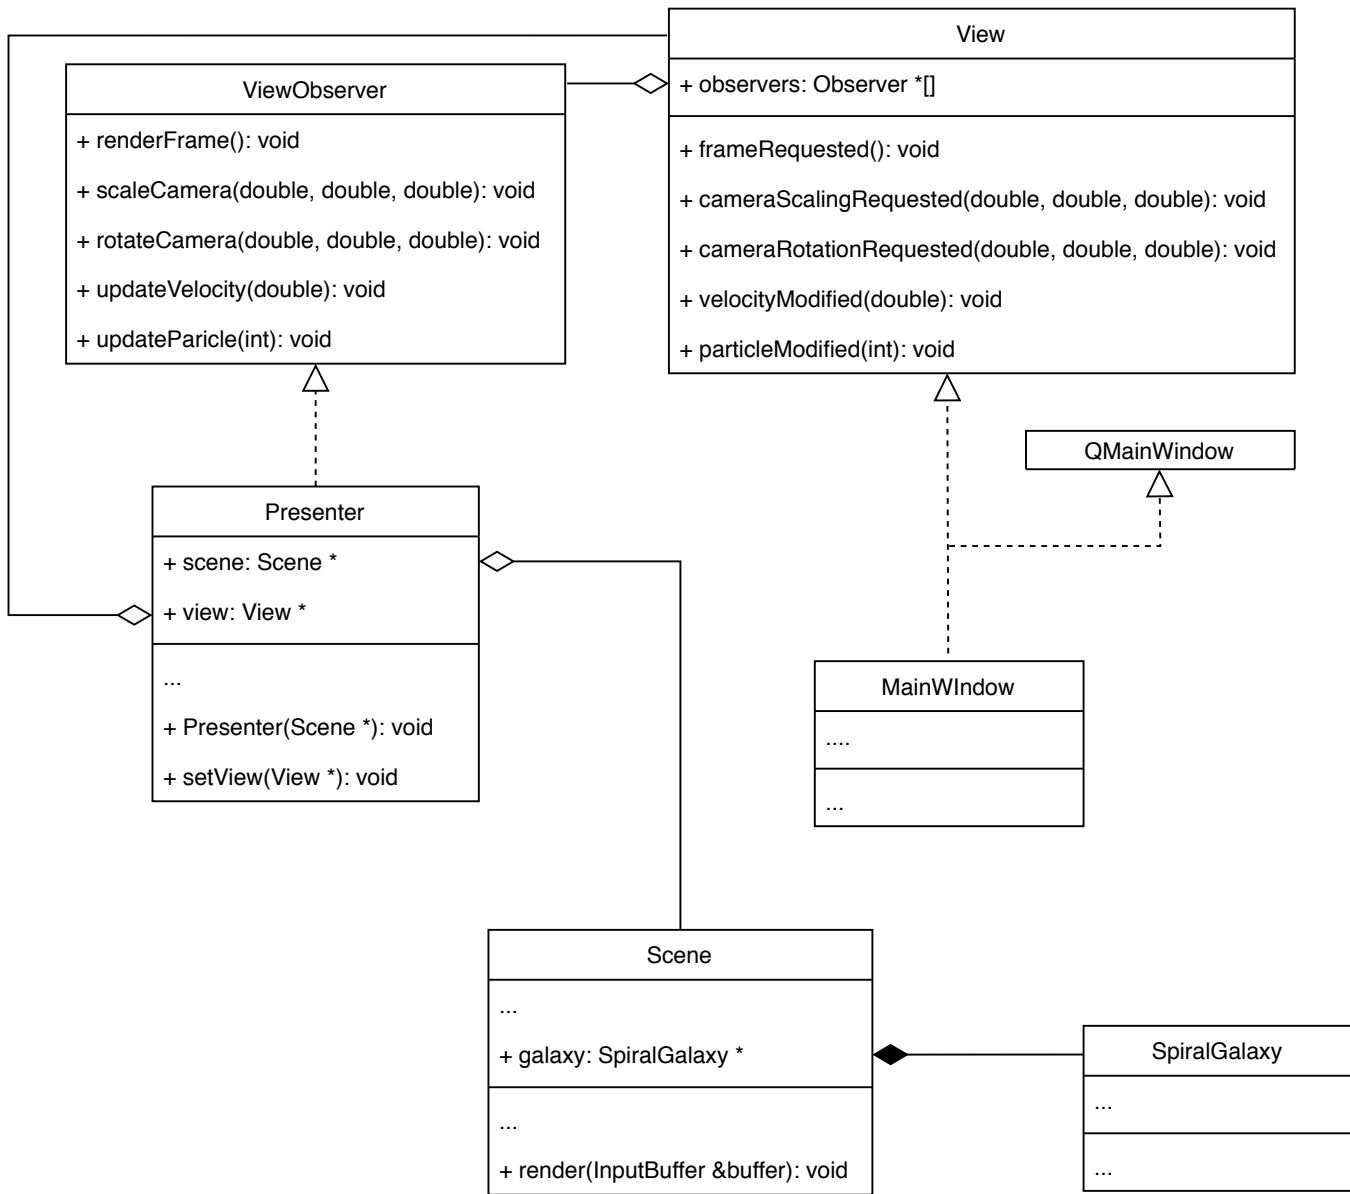 View
+ observers: Observer *[]
+ frameRequested(): void
+ cameraScalingRequested(double, double, double): void
+ cameraRotationRequested(double, double, double): void
+ velocityModified(double): void
+ particleModified(int): void
ViewObserver
+ renderFrame(): void
+ scaleCamera(double, double, double): void
+ rotateCamera(double, double, double): void
+ updateVelocity(double): void
+ updateParicle(int): void
QMainWindow
Presenter
+ scene: Scene *
+ view: View *
...
+ Presenter(Scene *): void
+ setView(View *): void
MainWIndow
....
...
Scene
...
+ galaxy: SpiralGalaxy *
...
+ render(InputBuffer &buffer): void
SpiralGalaxy
...
...